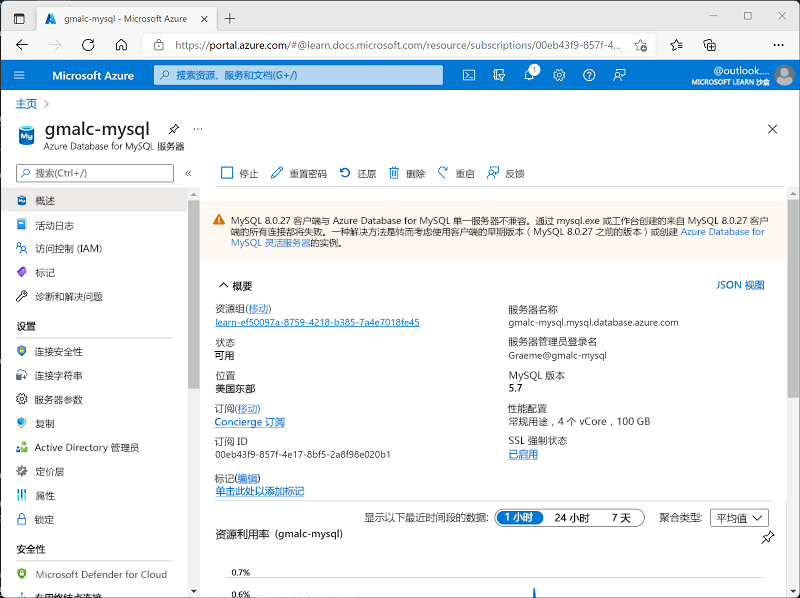 gmalc-mysql - Microsoft Azure
https://portal.azure.com/#@learn.docs.microsoft.com/resource/subscriptions/00eb43f9-857f-4...
Microsoft Azure
搜索资源、服务和文档(G+/)
1
@outlook....
MICROSOFT LEARN 沙盒
主页
gmalc-mysql
Azure Database for MySQL 服务器
搜索(Ctrl+/)
停止
重置密码
还原
删除
重启
反馈
概述
活动日志
访问控制 (IAM)
标记
诊断和解决问题
设置
连接安全性
连接字符串
服务器参数
复制
Active Directory 管理员
定价层
属性
锁定
安全性
Microsoft Defender for Cloud
专用终结点连接
MySQL 8.0.27 客户端与 Azure Database for MySQL 单一服务器不兼容。通过 mysql.exe 或工作台创建的来自 MySQL 8.0.27 客户
端的所有连接都将失败。一种解决方法是转而考虑使用客户端的早期版本（MySQL 8.0.27 之前的版本）或创建 Azure Database for
MySQL 灵活服务器的实例。
概要
JSON 视图
资源组(移动)
learn-ef50097a-8759-4218-b385-7a4e7018fe45
状态
可用
位置
美国东部
订阅(移动)
Concierge 订阅
订阅 ID
00eb43f9-857f-4e17-8bf5-2a8f98e020b1
标记(编辑)
单击此处以添加标记
服务器名称
gmalc-mysql.mysql.database.azure.com
服务器管理员登录名
Graeme@gmalc-mysql
MySQL 版本
5.7
性能配置
常规用途，4 个 vCore，100 GB
SSL 强制状态
已启用
显示以下最近时间段的数据:
1 小时
24 小时
7 天
聚合类型:
平均值
资源利用率 (gmalc-mysql)
0.7%
0.6%